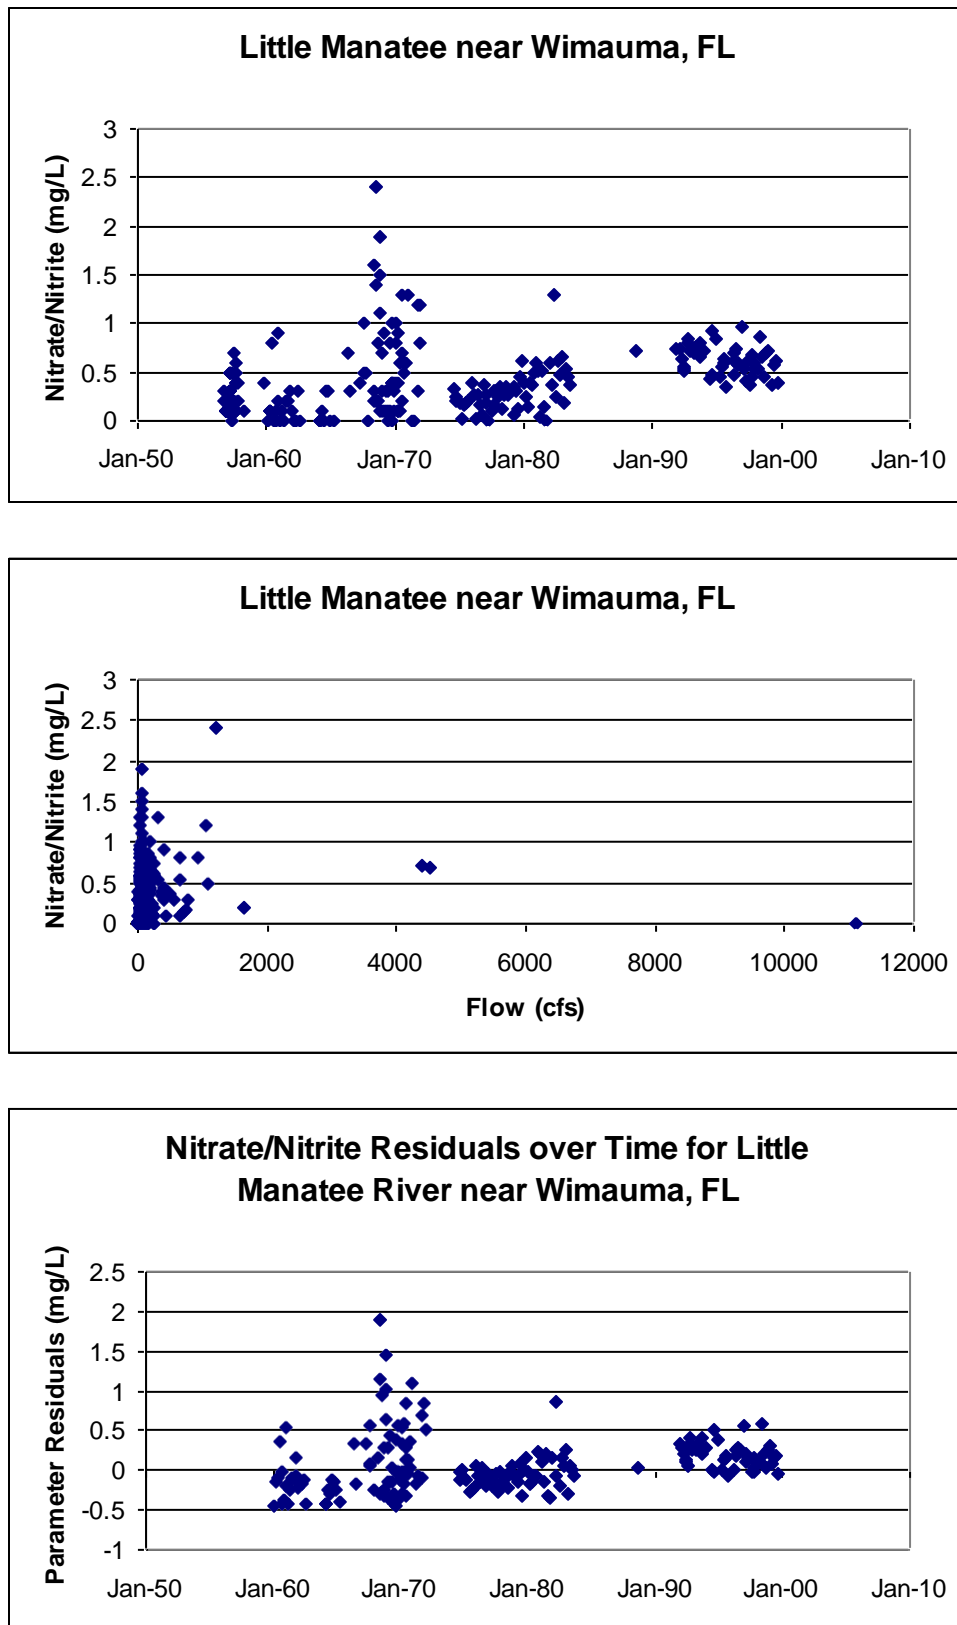 Little Manatee near Wimauma, FL
Nitrate/Nitrite (mg/L)
3
2.5
2
1.5
1
0.5
0
Jan-50 Jan-60 Jan-70 Jan-80 Jan-90 Jan-00 Jan-10
Little Manatee near Wimauma, FL
Nitrate/Nitrite (mg/L)
3
2.5
2
1.5
1
0.5
0
0 2000 4000 6000 8000 10000 12000
Flow (cfs)
Nitrate/Nitrite Residuals over Time for Little
Manatee River near Wimauma, FL
Parameter Residuals (mg/L)
2.5
2
1.5
1
0.5
0
-0.5
-1
Jan-50 Jan-60 Jan-70 Jan-80 Jan-90 Jan-00 Jan-10